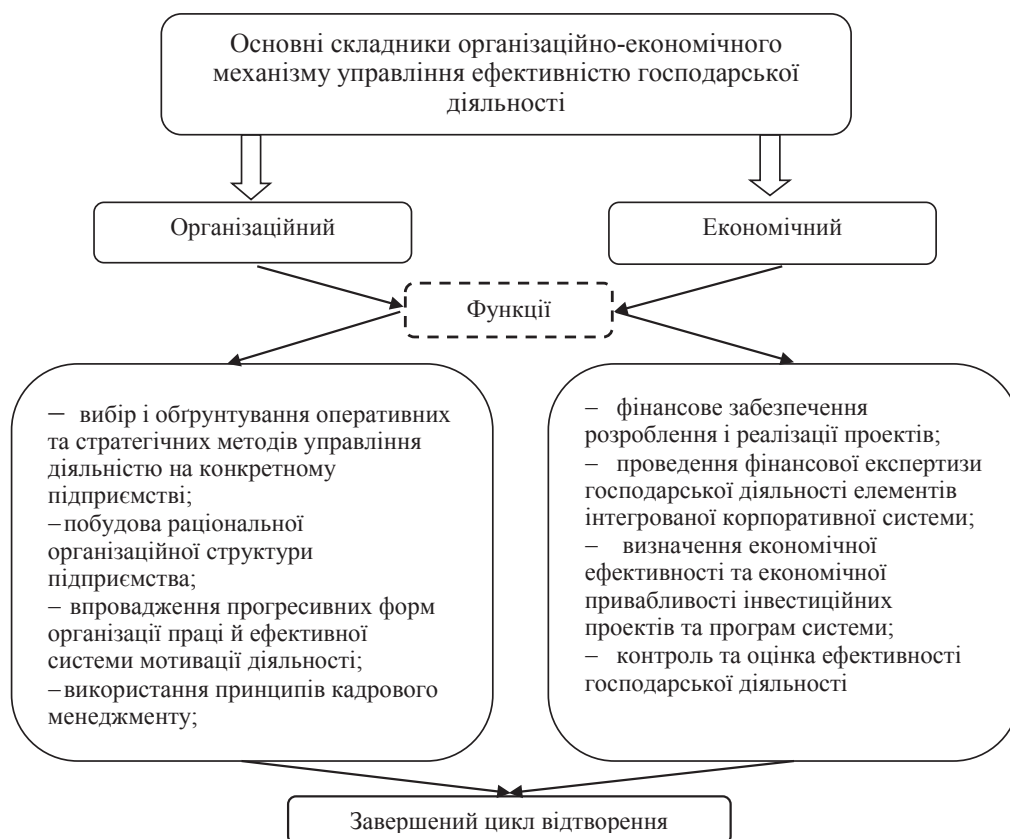 Основні складники організаційно-економічного
механізму управління ефективністю господарської
діяльності
Організаційний
Економічний
Функції
– вибір і обґрунтування оперативних
та стратегічних методів управління
діяльністю на конкретному
підприємстві;
–побудова раціональної
організаційної структури
підприємства;
– впровадження прогресивних форм
організації праці й ефективної
системи мотивації діяльності;
–використання принципів кадрового
менеджменту;
– фінансове забезпечення
розроблення і реалізації проектів;
– проведення фінансової експертизи
господарської діяльності елементів
інтегрованої корпоративної системи;
– визначення економічної
ефективності та економічної
привабливості інвестиційних
проектів та програм системи;
– контроль та оцінка ефективності
господарської діяльності
Завершений цикл відтворення